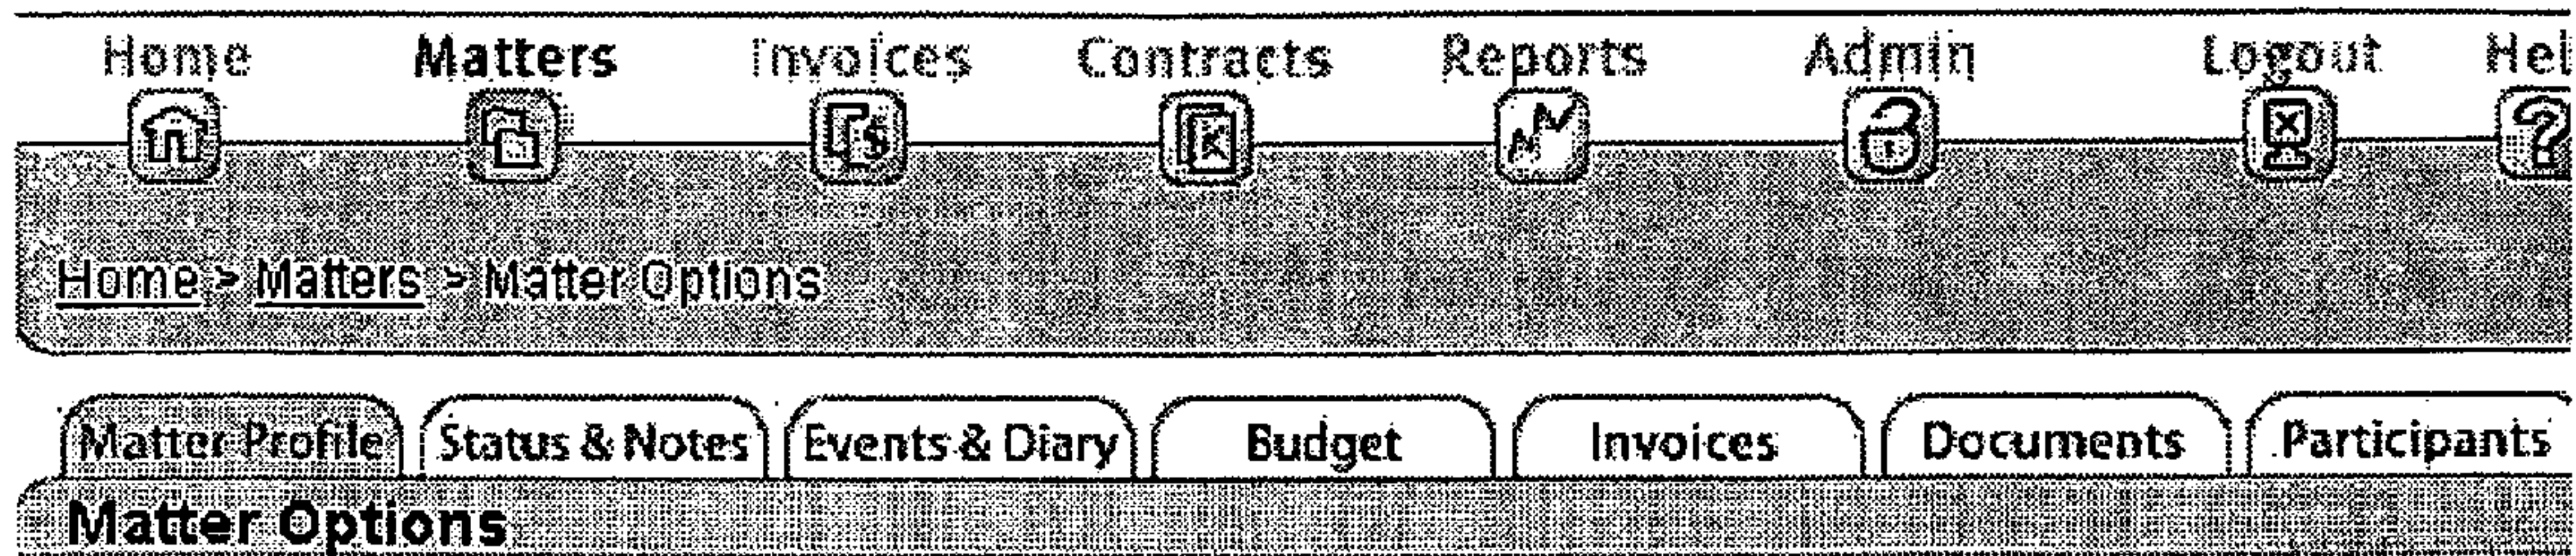 Home Matters Invoices Contracts Reports Admin Logout Hel
Home > Matters > Matter Options
Matter Profile Status & Notes Events & Diary Budget Invoices Documents Participants
Matter Options